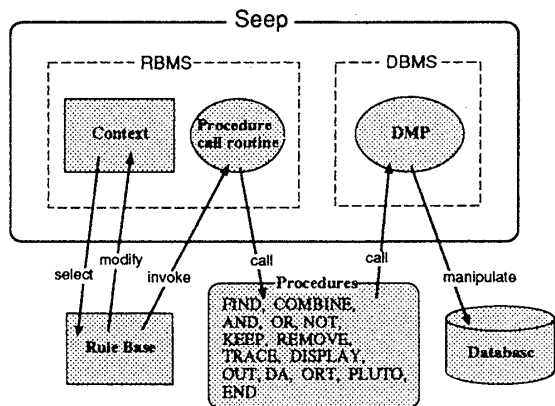 Seep
RBMS
DBMS
Context
Procedure
call routine
DMP
select
modify
invoke
call
call
manipulate
Rule Base
Procedures
FIND, COMBINE,
AND, OR, NOT,
KEEP, REMOVE,
TRACE, DISPLAY,
OUT, DA, ORT, PLUTO,
END
Database